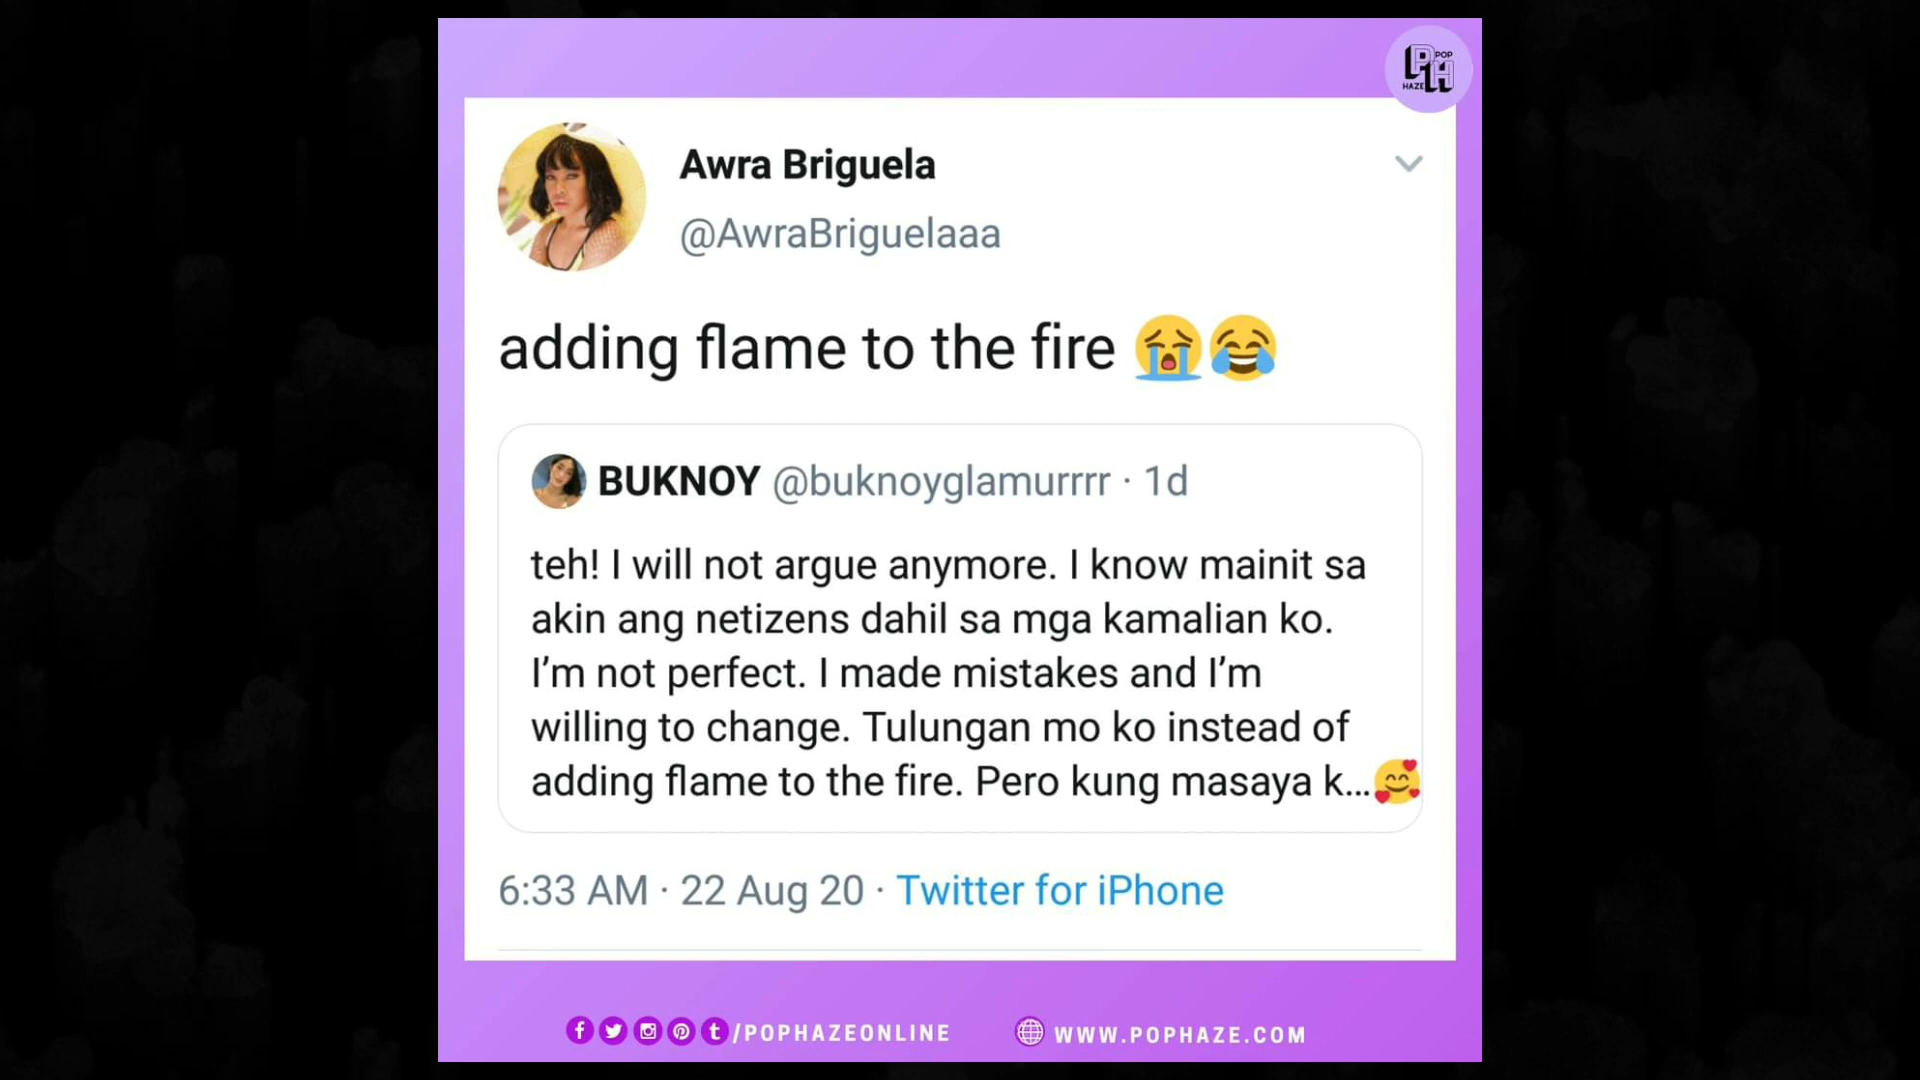 POP
HAZE
PH
Awra Briguela
@AwraBriguelaaa
adding flame to the fire 😭😂
BUKNOY @buknoyglamurrrr · 1d
teh! I will not argue anymore. I know mainit sa
akin ang netizens dahil sa mga kamalian ko.
I’m not perfect. I made mistakes and I’m
willing to change. Tulungan mo ko instead of
adding flame to the fire. Pero kung masaya k...🥰
6:33 AM · 22 Aug 20 · Twitter for iPhone
/POPHAZEONLINE
WWW.POPHAZE.COM